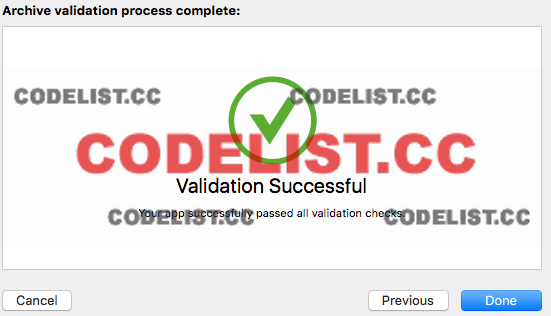 Archive validation process complete:
CODELIST.CC
CODELIST.CC
CODELIST.CC
Validation Successful
Your app successfully passed all validation checks.
CODELIST.CC
CODELIST.CC
Cancel
Previous
Done